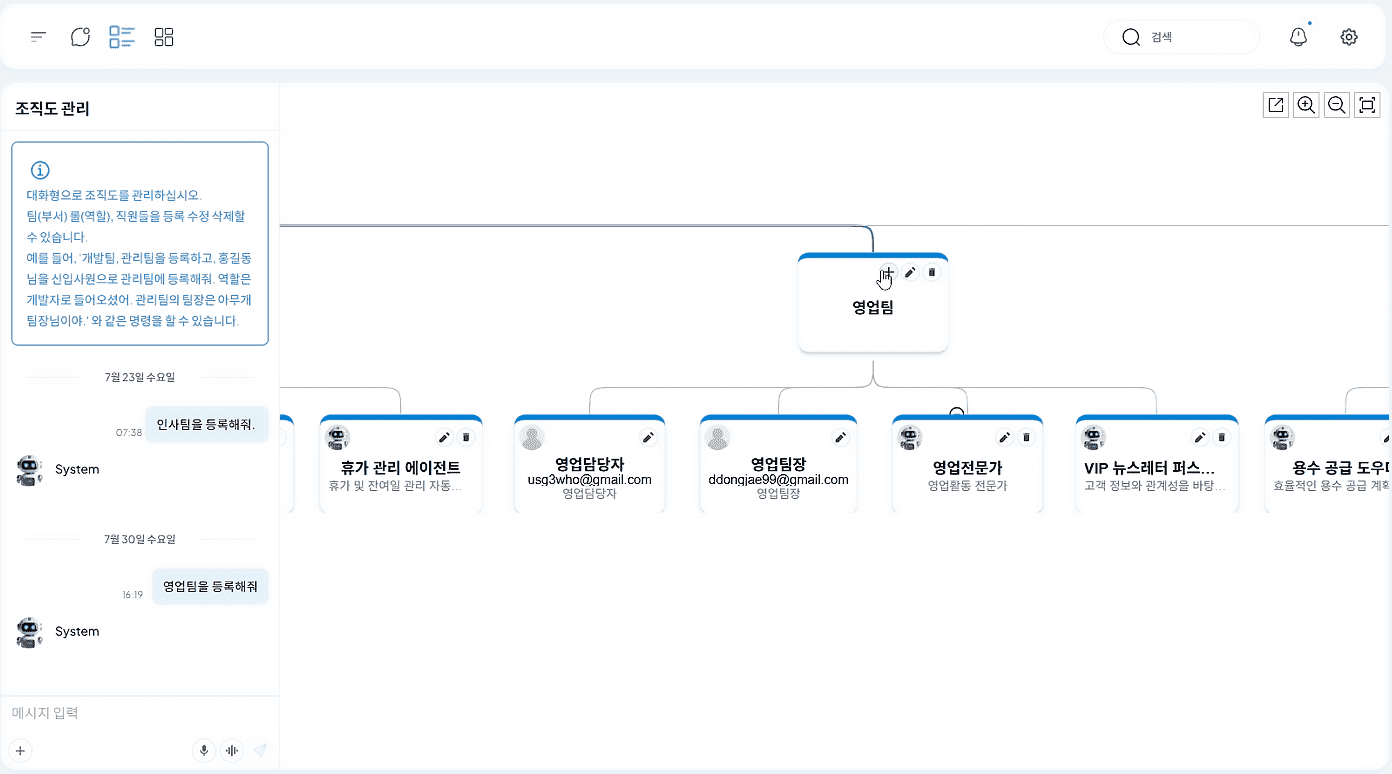 검색
조직도 관리
대화형으로 조직도를 관리하십시오.
팀(부서) 롤(역할), 직원들을 등록 수정 삭제할
수 있습니다.
예를 들어, '개발팀, 관리팀을 등록하고, 홍길동
님을 신입사원으로 관리팀에 등록해줘. 역할은
개발자로 들어오셨어. 관리팀의 팀장은 아무개
팀장님이야.' 와 같은 명령을 할 수 있습니다.
7월 23일 수요일
인사팀을 등록해줘.
07:38
System
7월 30일 수요일
영업팀을 등록해줘
16:19
System
메시지 입력
영업팀
휴가 관리 에이전트
휴가 및 잔여일 관리 자동...
영업담당자
usg3who@gmail.com
영업담당자
영업팀장
ddongjae99@gmail.com
영업팀장
영업전문가
영업활동 전문가
VIP 뉴스레터 퍼스...
고객 정보와 관계성을 바탕...
용수 공급 도우
효율적인 용수 공급 계획